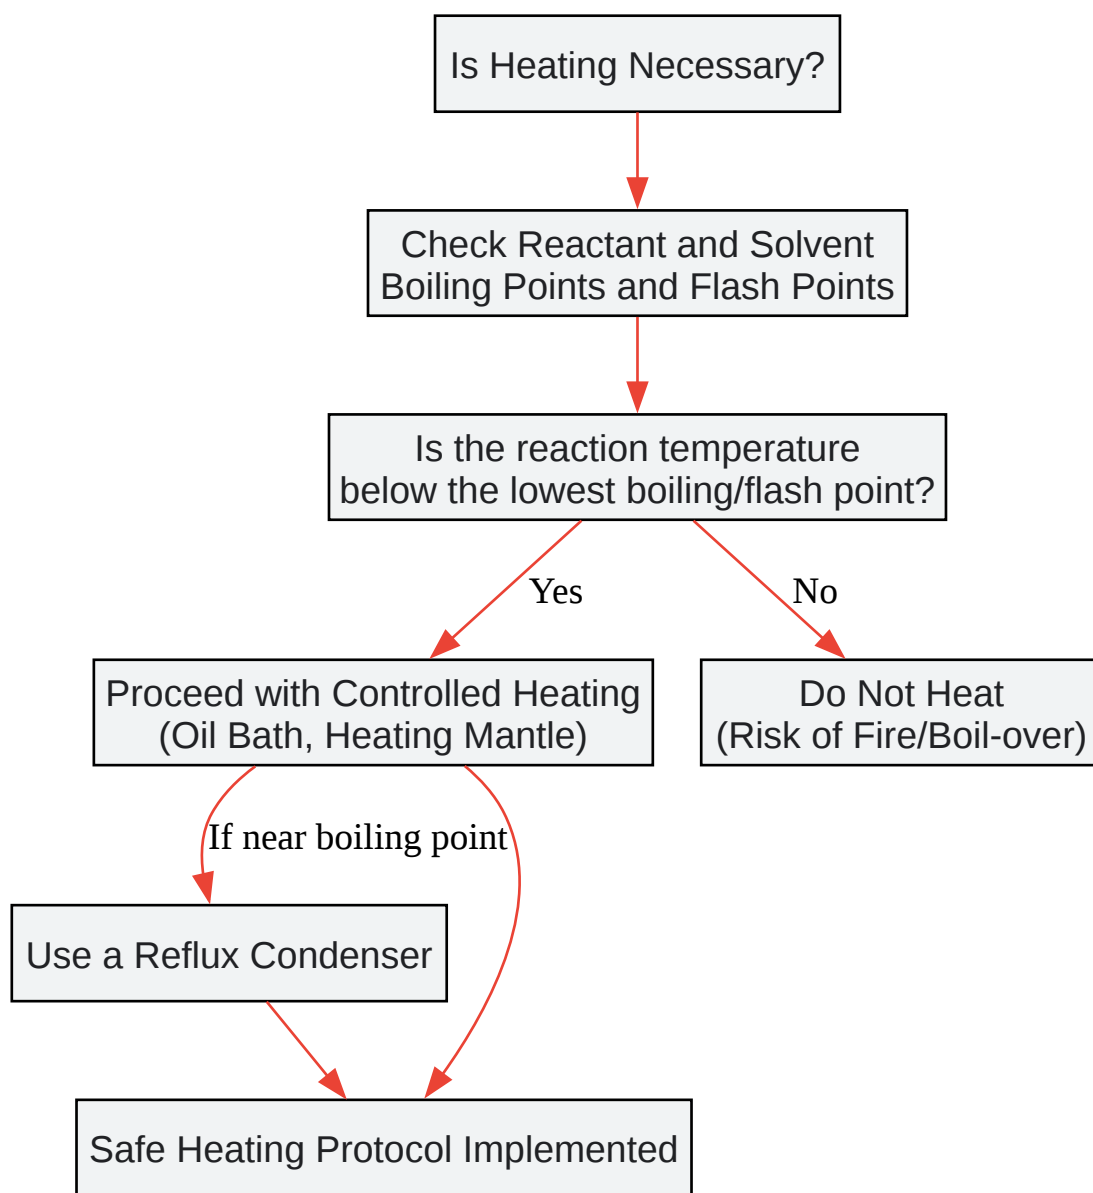 Is Heating Necessary?
Check Reactant and Solvent
Boiling Points and Flash Points
Is the reaction temperature
below the lowest boiling/flash point?
Yes
No
Proceed with Controlled Heating
(Oil Bath, Heating Mantle)
Do Not Heat
(Risk of Fire/Boil-over)
If near boiling point
Use a Reflux Condenser
Safe Heating Protocol Implemented